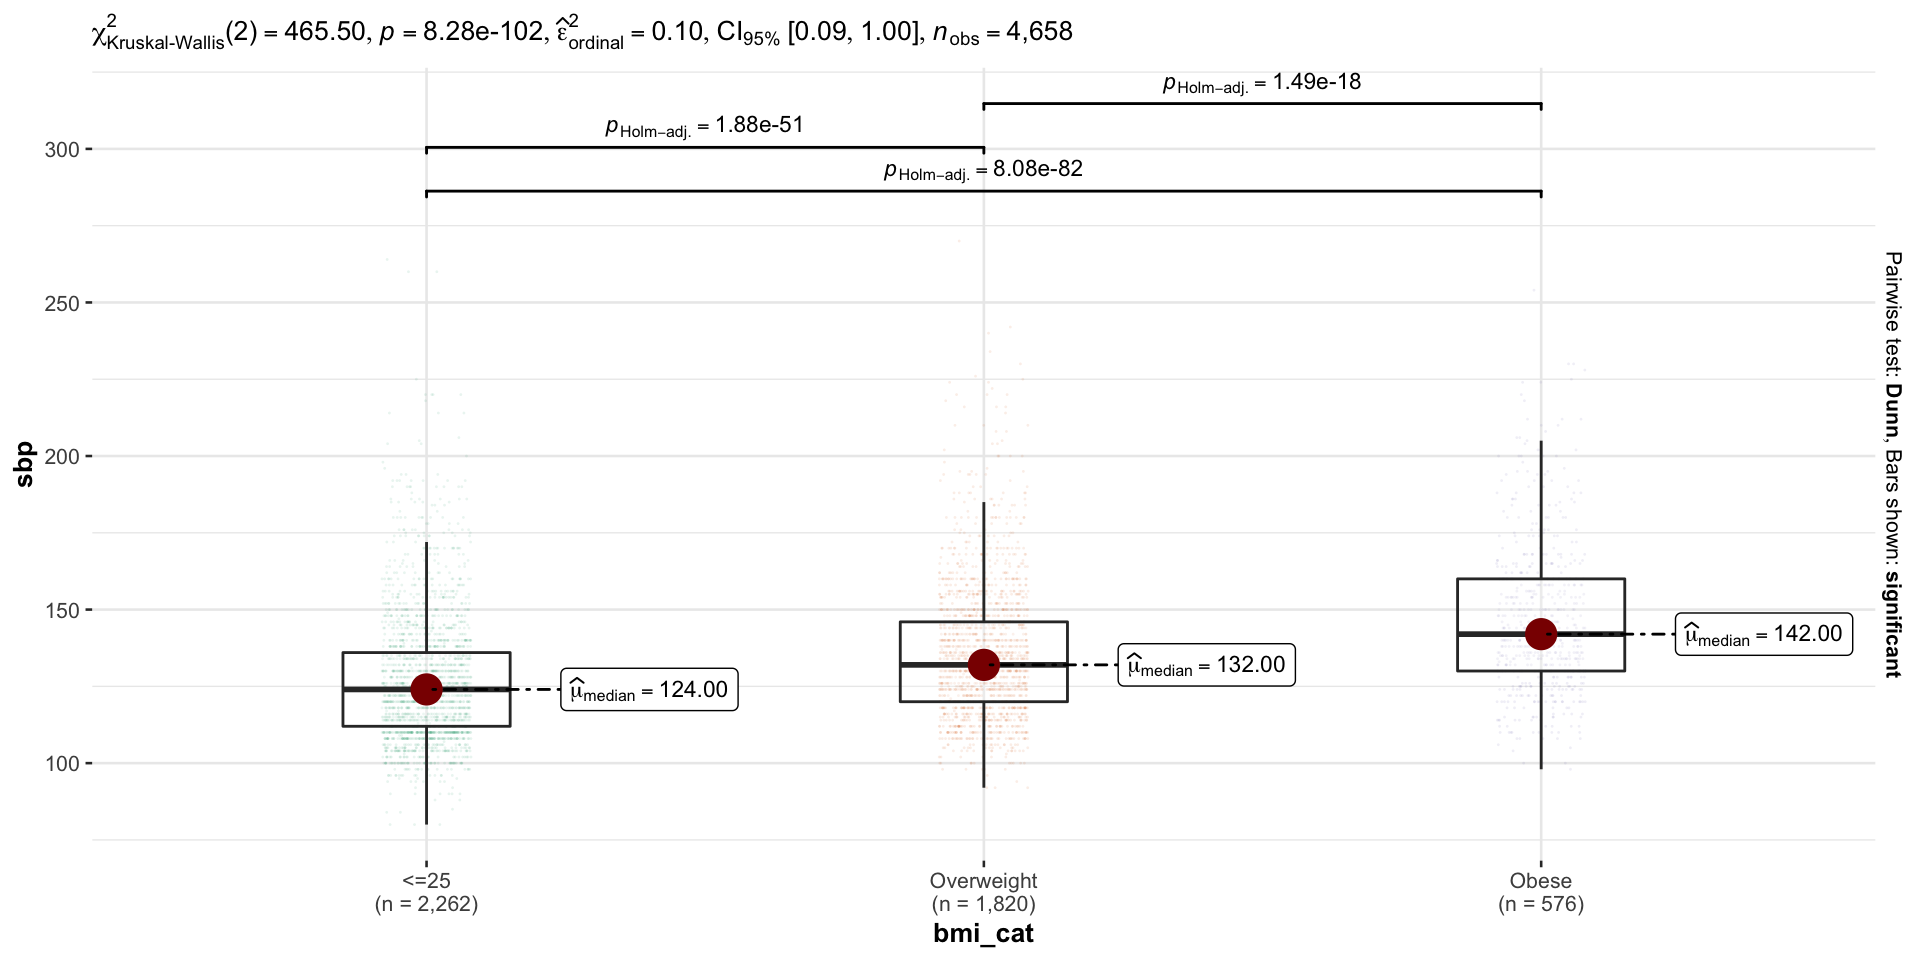 χ²Kruskal-Wallis(2) = 465.50, p = 8.28e-102, ε̂²ordinal = 0.10, CI95% [0.09, 1.00], nobs = 4,658
pHolm−adj. = 1.49e-18
pHolm−adj. = 1.88e-51
pHolm−adj. = 8.08e-82
300
250
200
150
100
sbp
μ̂median = 124.00
μ̂median = 132.00
μ̂median = 142.00
Pairwise test: Dunn, Bars shown: significant
<=25
(n = 2,262)
Overweight
(n = 1,820)
Obese
(n = 576)
bmi_cat